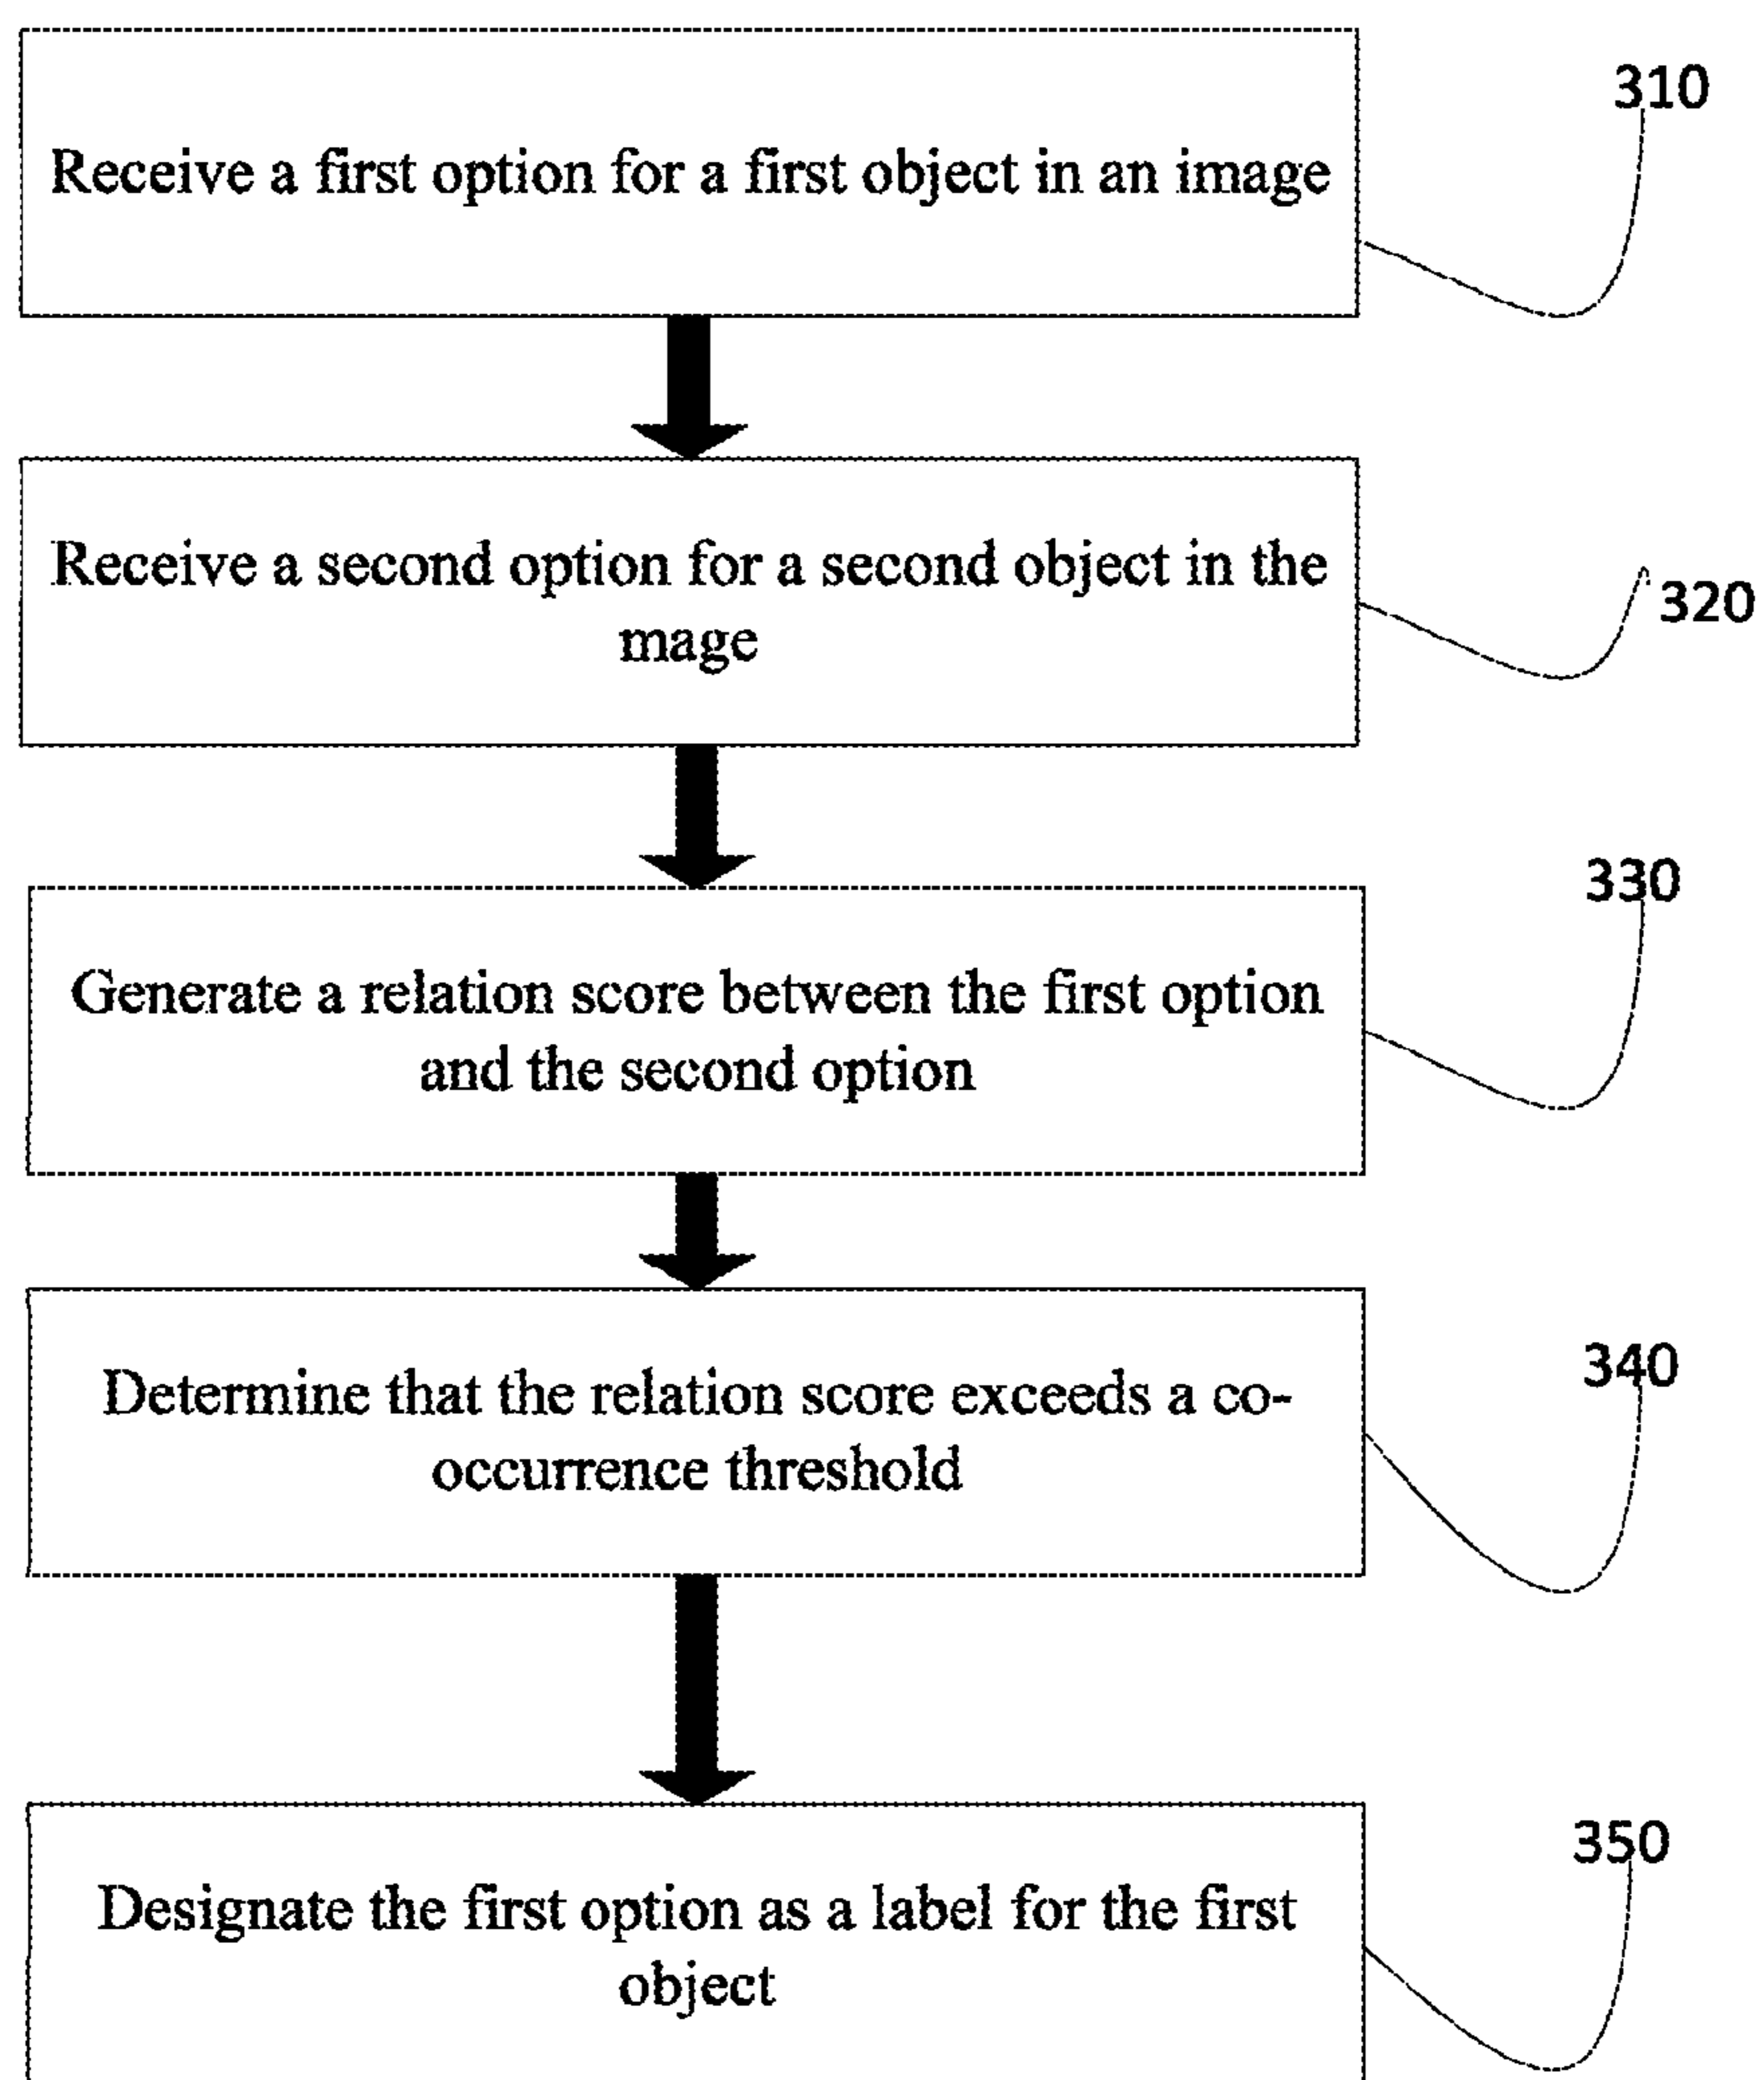 310
Receive a first option for a first object in an image
Receive a second option for a second object in the
mage
320
330
Generate a relation score between the first option
and the second option
340
Determine that the relation score exceeds a co-
occurrence threshold
350
Designate the first option as a label for the first
object